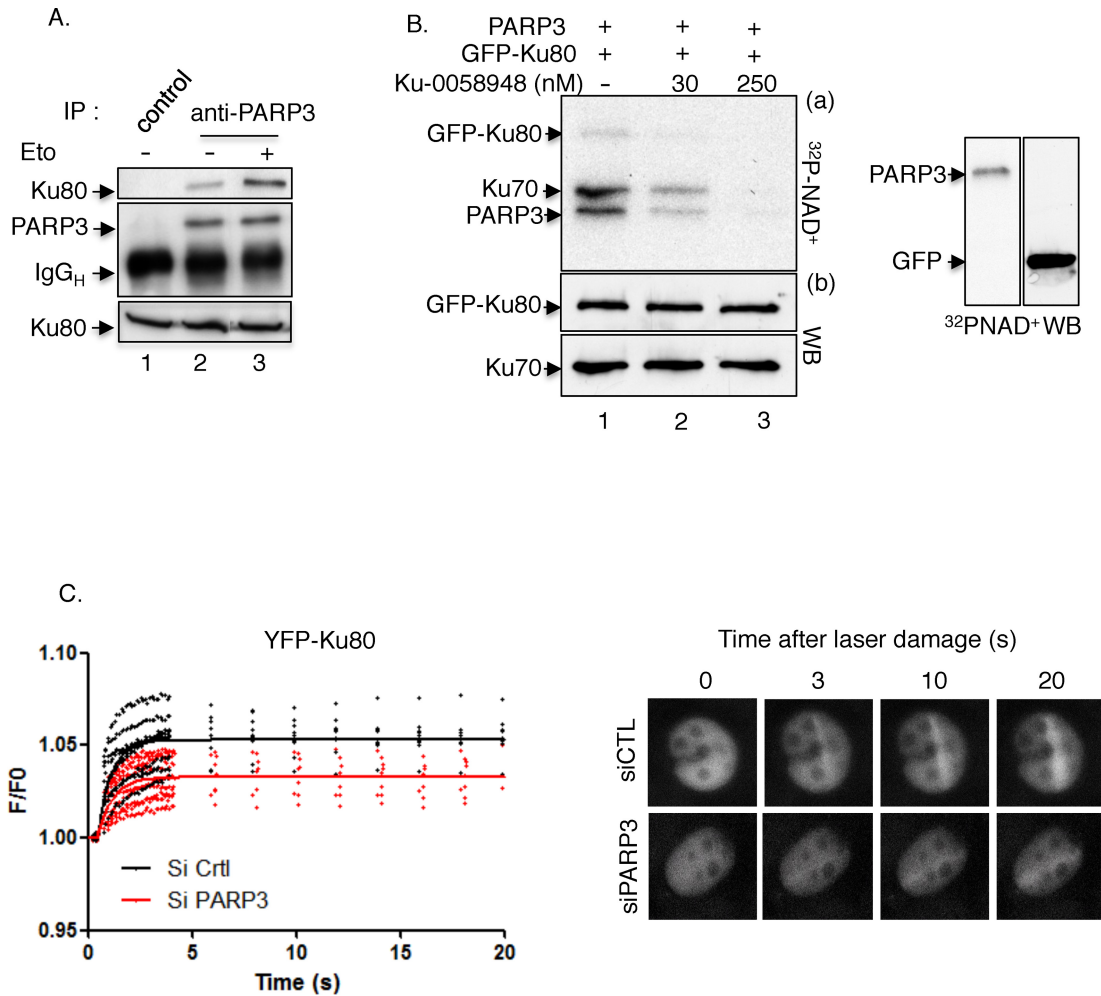 A.
IP :
control
anti-PARP3
Eto
- - +
Ku80
PARP3
IgGH
Ku80
1 2 3
B.
PARP3 + + +
GFP-Ku80 + + +
Ku-0058948 (nM) - 30 250
(a)
GFP-Ku80
Ku70
PARP3
32P-NAD+
(b)
GFP-Ku80
Ku70
WB
1 2 3
PARP3
GFP
32PNAD+ WB
C.
YFP-Ku80
1.10
1.05
1.00
0.95
F/F0
Si Crtl
Si PARP3
0 5 10 15 20
Time (s)
Time after laser damage (s)
0 3 10 20
siCTL
siPARP3